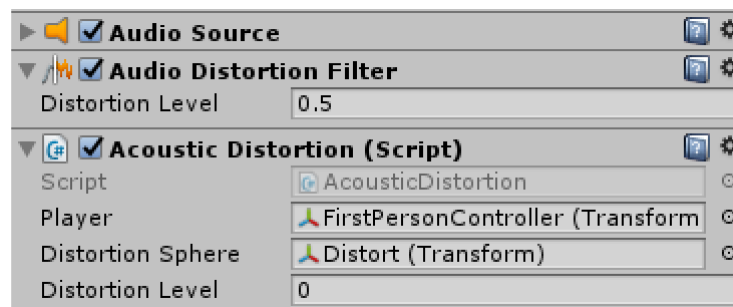 Audio Source
Audio Distortion Filter
Distortion Level 0.5
Acoustic Distortion (Script)
Script AcousticDistortion
Player FirstPersonController (Transform
Distortion Sphere Distort (Transform)
Distortion Level 0